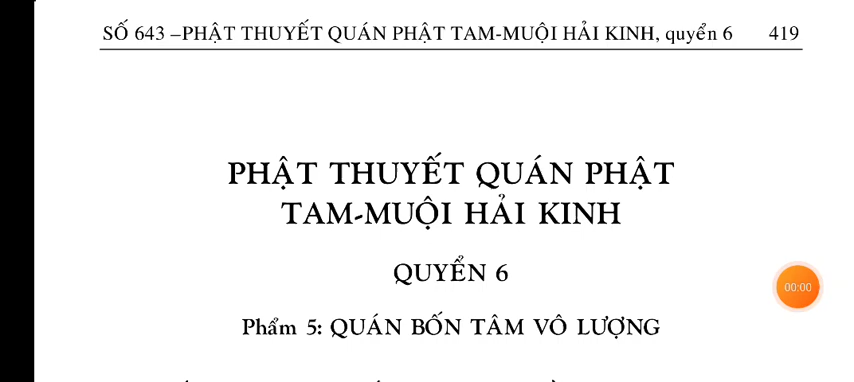 SỐ 643 –PHẬT THUYẾT QUÁN PHẬT TAM-MUỘI HẢI KINH, quyển 6 419
PHẬT THUYẾT QUÁN PHẬT
TAM-MUỘI HẢI KINH
QUYỂN 6
00:00
Phẩm 5: QUÁN BỐN TÂM VÔ LƯỢNG